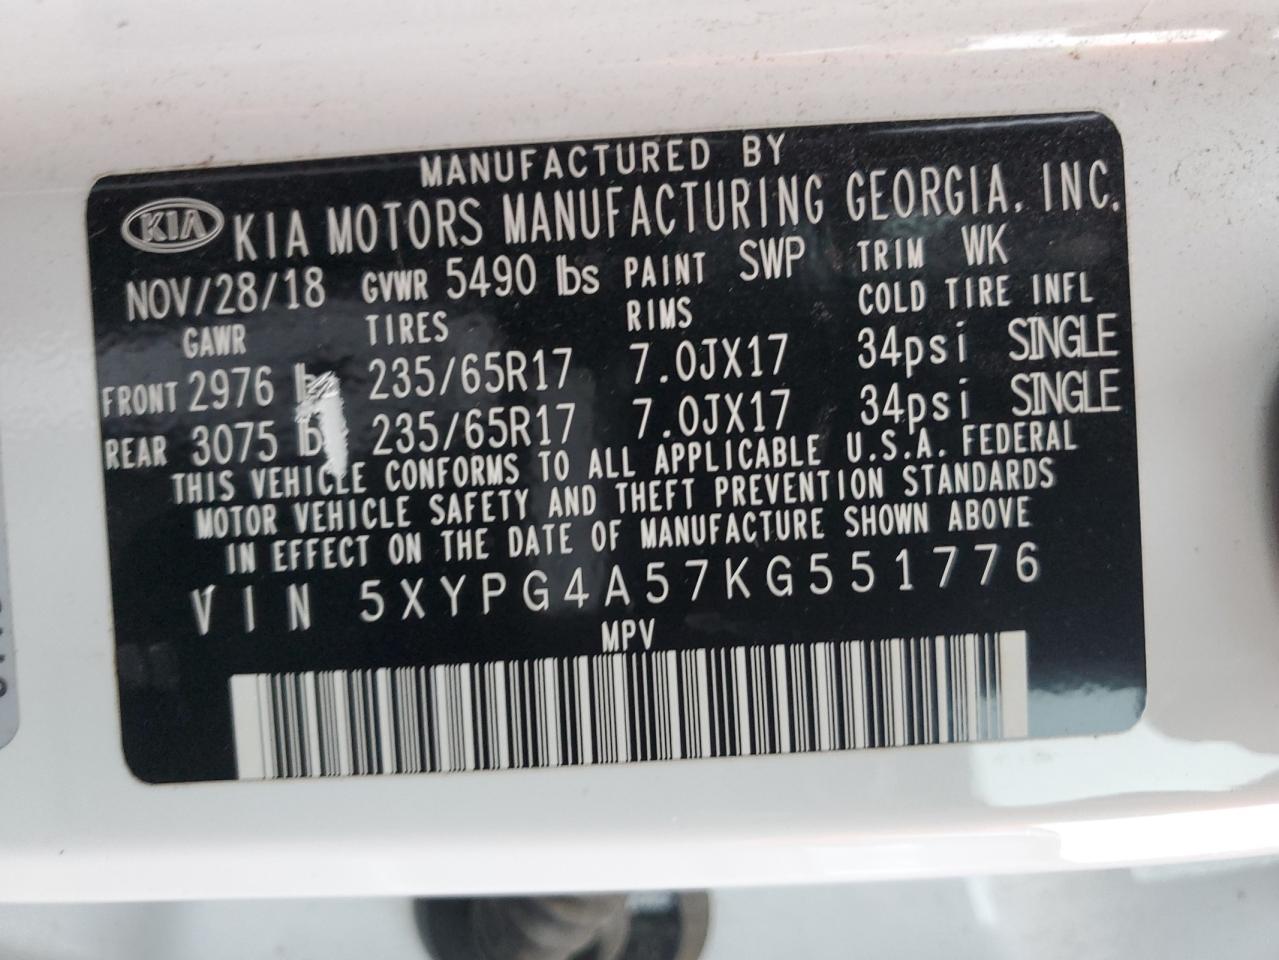 MANUFACTURED BY
KIA KIA MOTORS MANUFACTURING GEORGIA, INC.
NOV/28/18 GVWR 5490 lbs PAINT SWP TRIM WK
GAWR TIRES RIMS COLD TIRE INFL
FRONT 2976 235/65R17 7.0JX17 34psi SINGLE
REAR 3075 235/65R17 7.0JX17 34psi SINGLE
THIS VEHICLE CONFORMS TO ALL APPLICABLE U.S.A. FEDERAL
MOTOR VEHICLE SAFETY AND THEFT PREVENTION STANDARDS
IN EFFECT ON THE DATE OF MANUFACTURE SHOWN ABOVE
VIN 5XYPG4A57KG551776
MPV